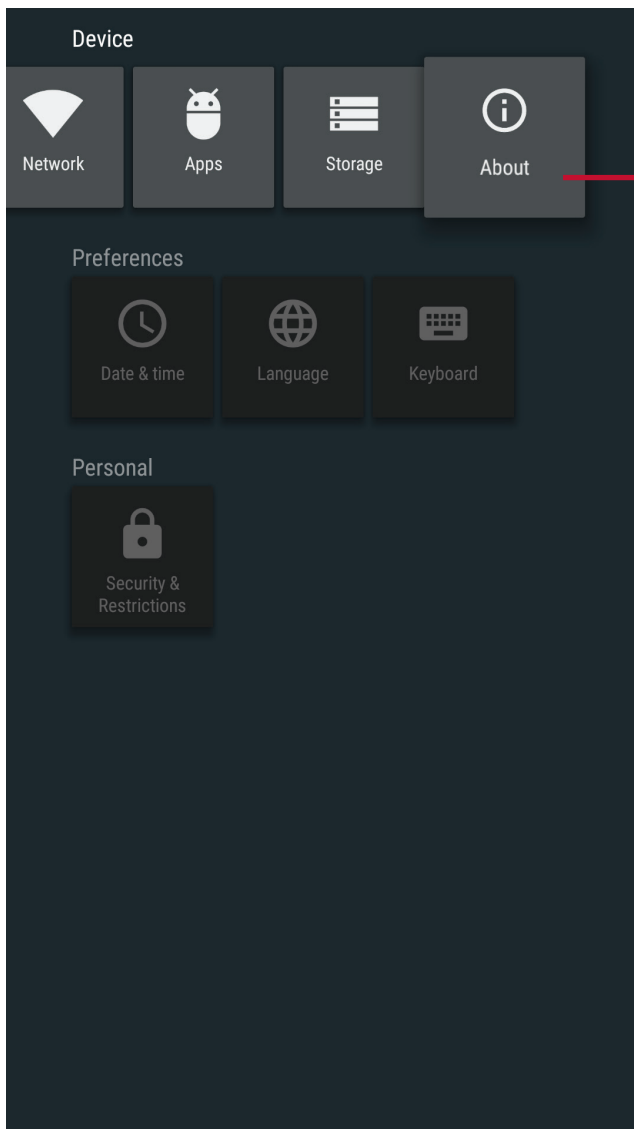 Device
Network
Apps
Storage
About
Preferences
Date & time
Language
Keyboard
Personal
Security &
Restrictions